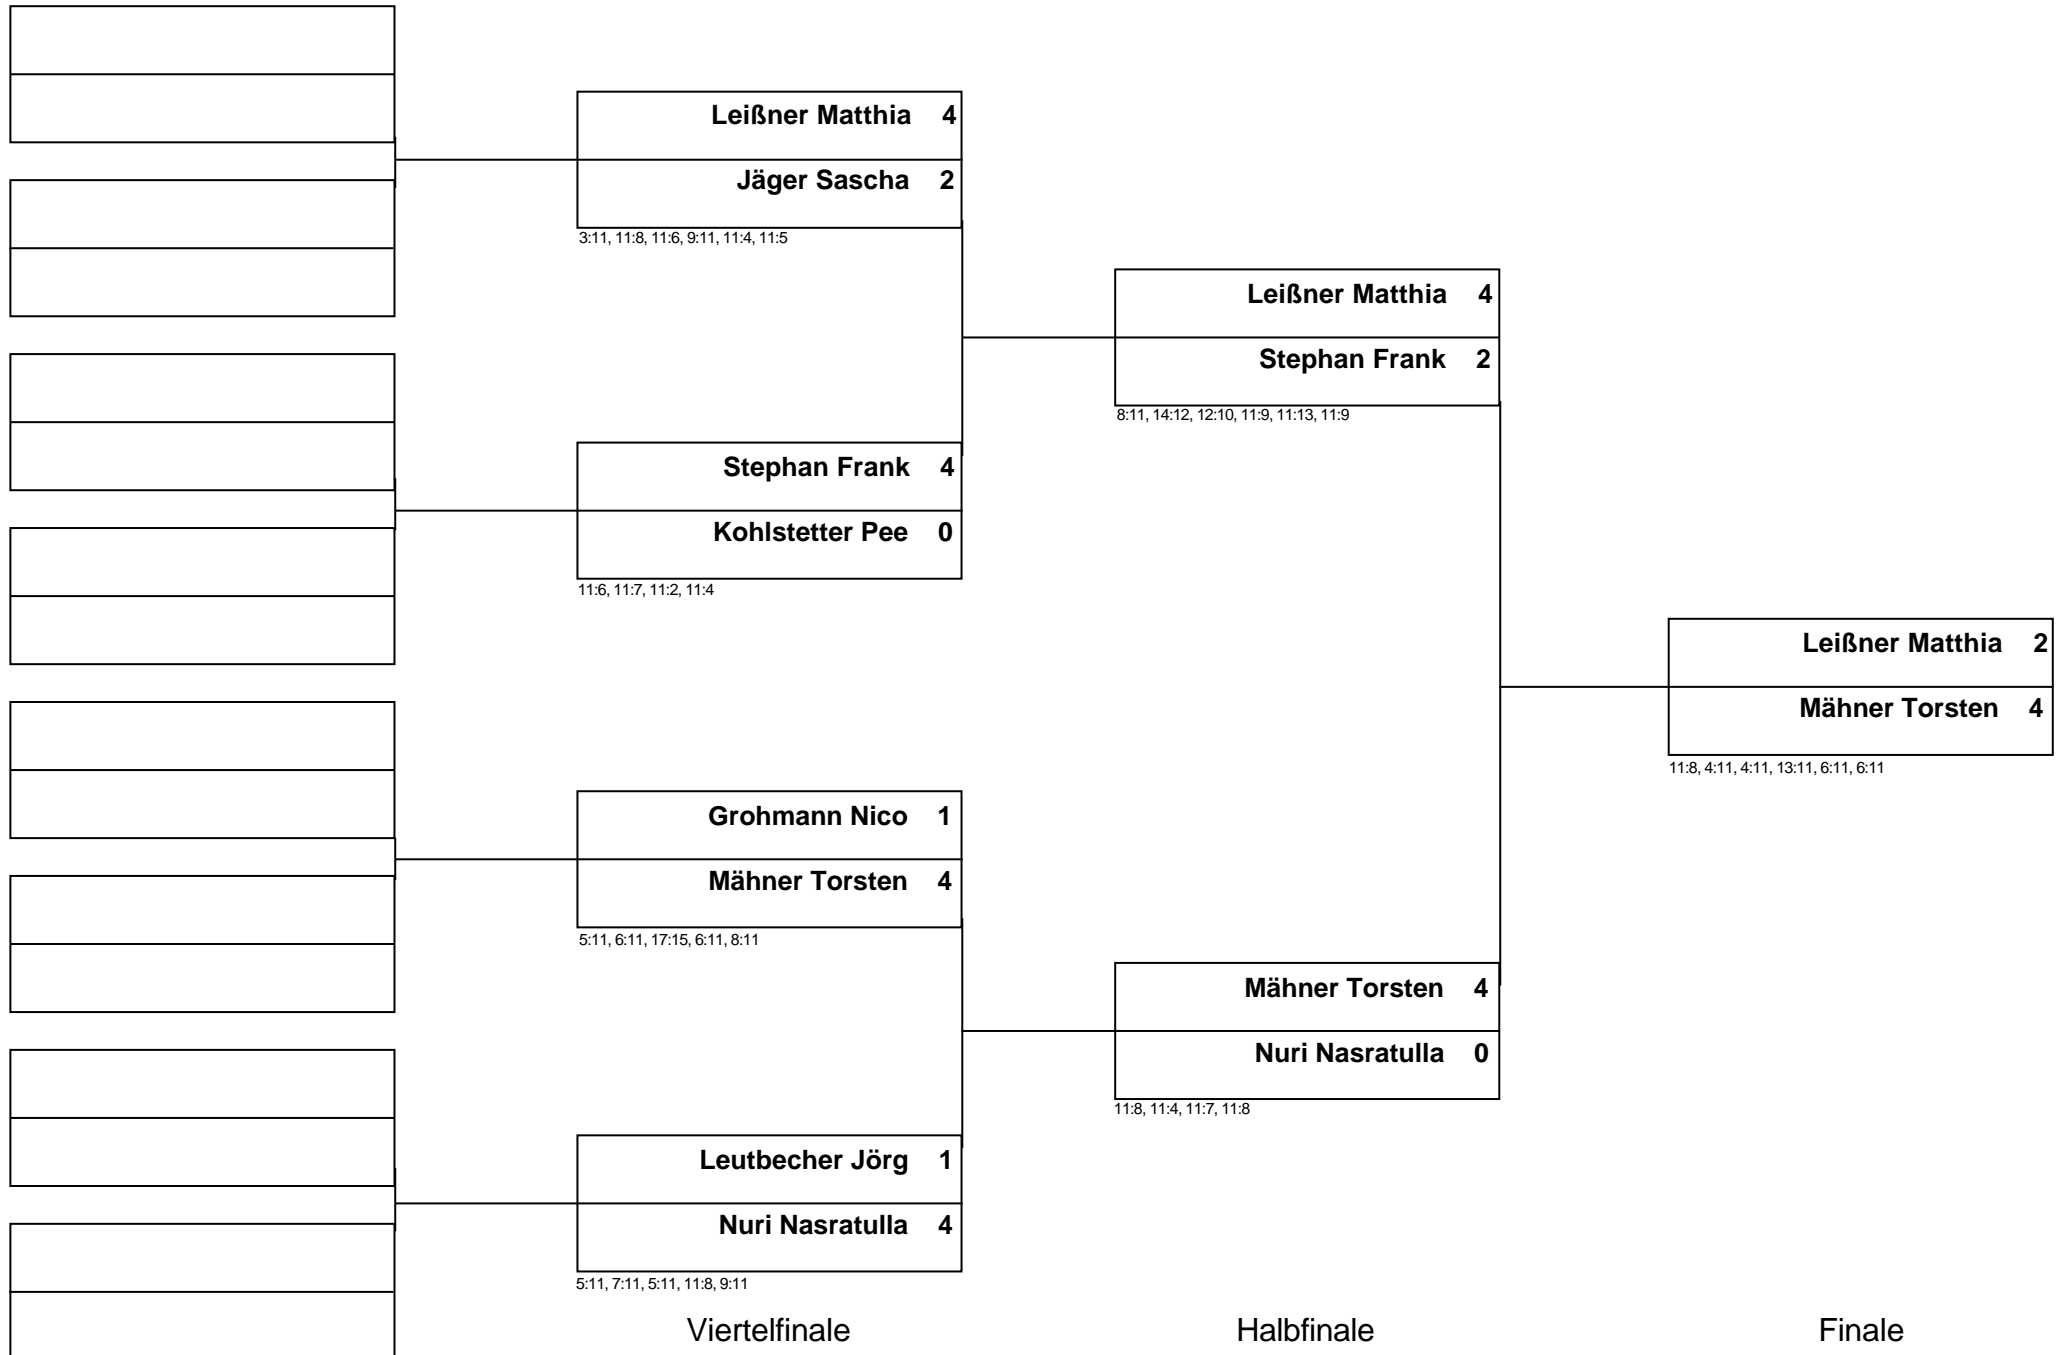 Leißner Matthia 4
Jäger Sascha 2
3:11, 11:8, 11:6, 9:11, 11:4, 11:5
Stephan Frank 4
Kohlstetter Pee 0
11:6, 11:7, 11:2, 11:4
Grohmann Nico 1
Mähner Torsten 4
5:11, 6:11, 17:15, 6:11, 8:11
Leutbecher Jörg 1
Nuri Nasratulla 4
5:11, 7:11, 5:11, 11:8, 9:11
Viertelfinale
Leißner Matthia 4
Stephan Frank 2
8:11, 14:12, 12:10, 11:9, 11:13, 11:9
Mähner Torsten 4
Nuri Nasratulla 0
11:8, 11:4, 11:7, 11:8
Halbfinale
Leißner Matthia 2
Mähner Torsten 4
11:8, 4:11, 4:11, 13:11, 6:11, 6:11
Finale